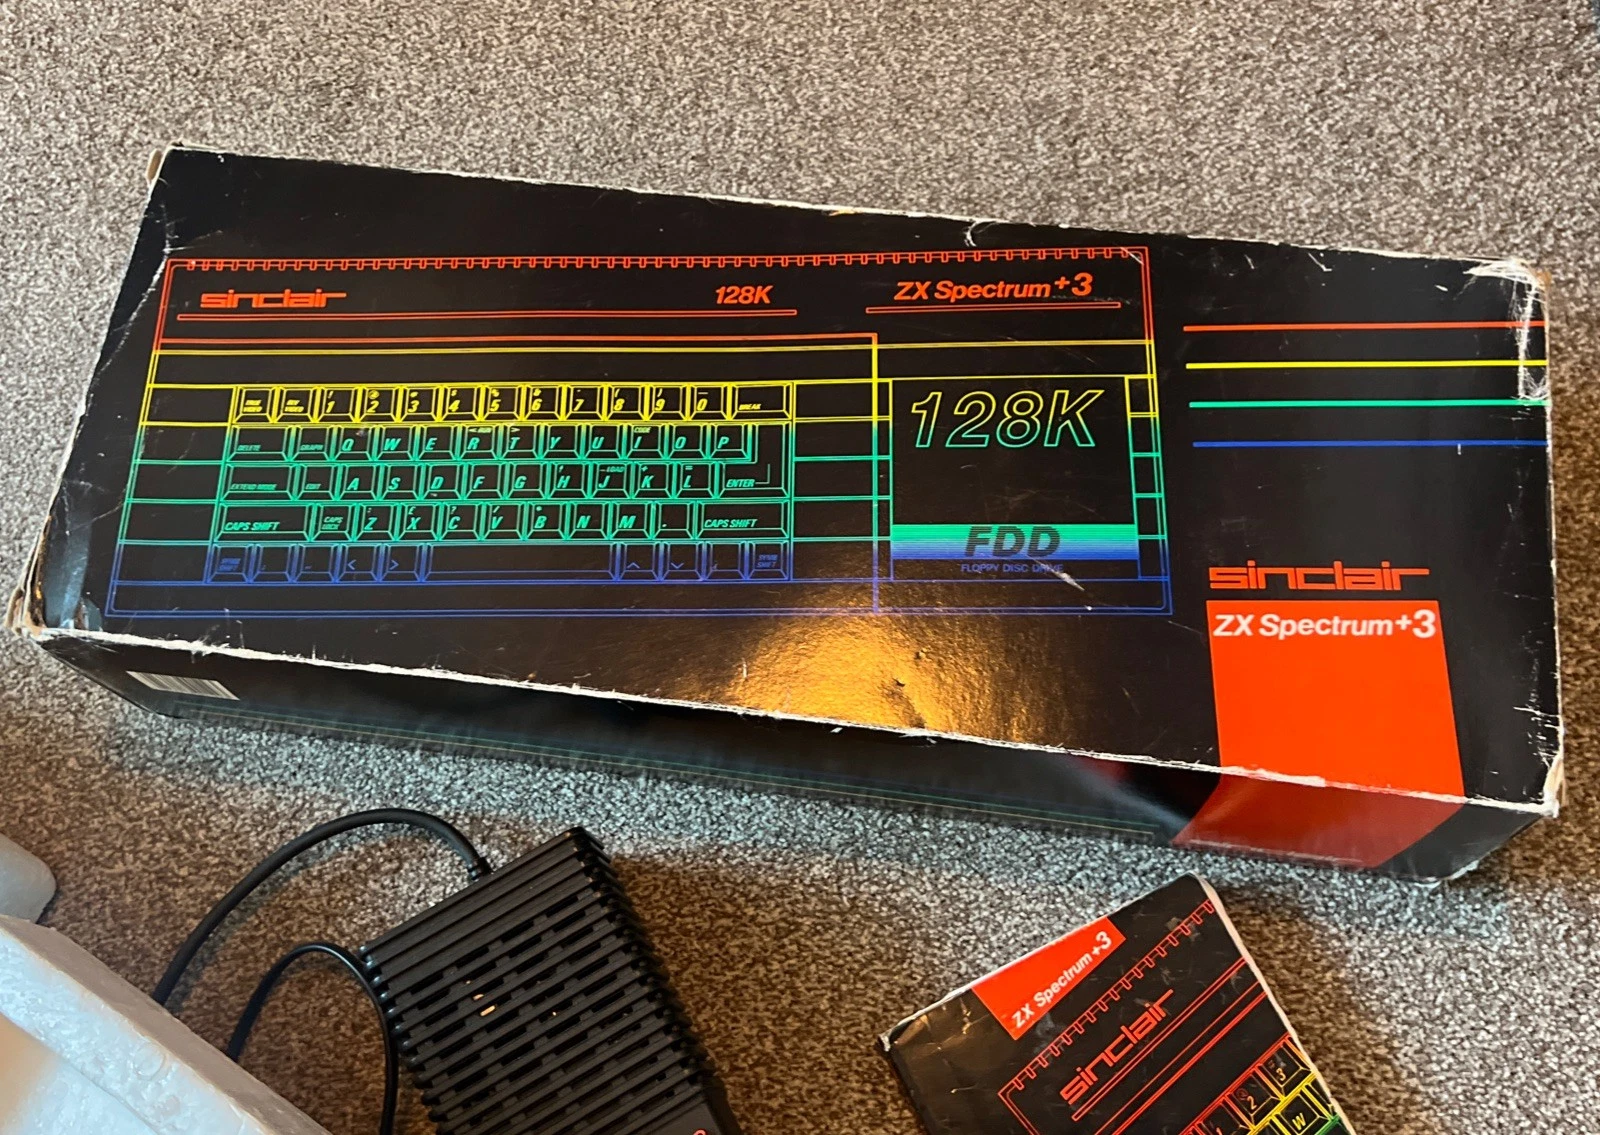 sinclair
128K
ZX Spectrum +3
1 2 3 4 5 6 7 8 9 0 BREAK
DELETE GRAPH Q W E R T Y U I O P
EXTEND MODE EDIT A S D F G H J K L ENTER
CAPS SHIFT CAPS LOCK Z X C V B N M . CAPS SHIFT
< >
128K
FDD
FLOPPY DISC DRIVE
sinclair
ZX Spectrum +3
ZX Spectrum +3
sinclair
2 3
W